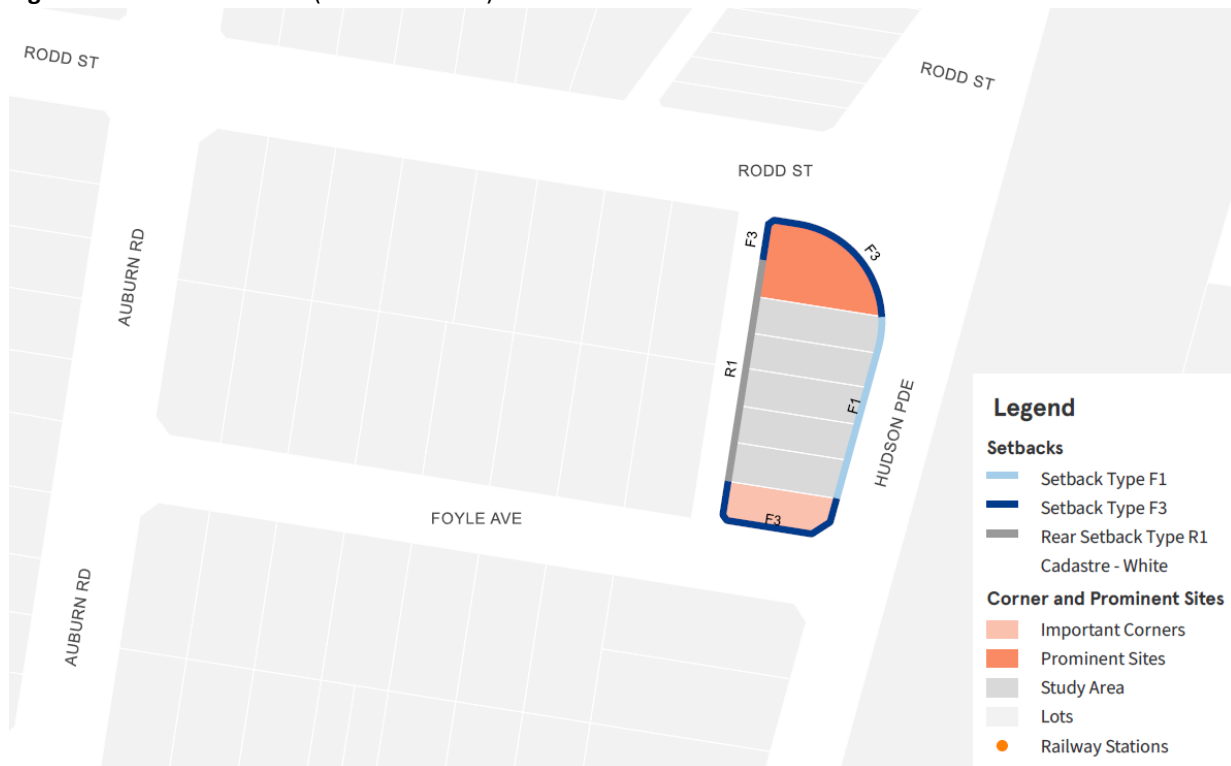 RODD ST
RODD ST
RODD ST
F3
F3
AUBURN RD
R1
F1
HUDSON PDE
FOYLE AVE
F3
AUBURN RD
Legend
Setbacks
Setback Type F1
Setback Type F3
Rear Setback Type R1
Cadastre - White
Corner and Prominent Sites
Important Corners
Prominent Sites
Study Area
Lots
Railway Stations